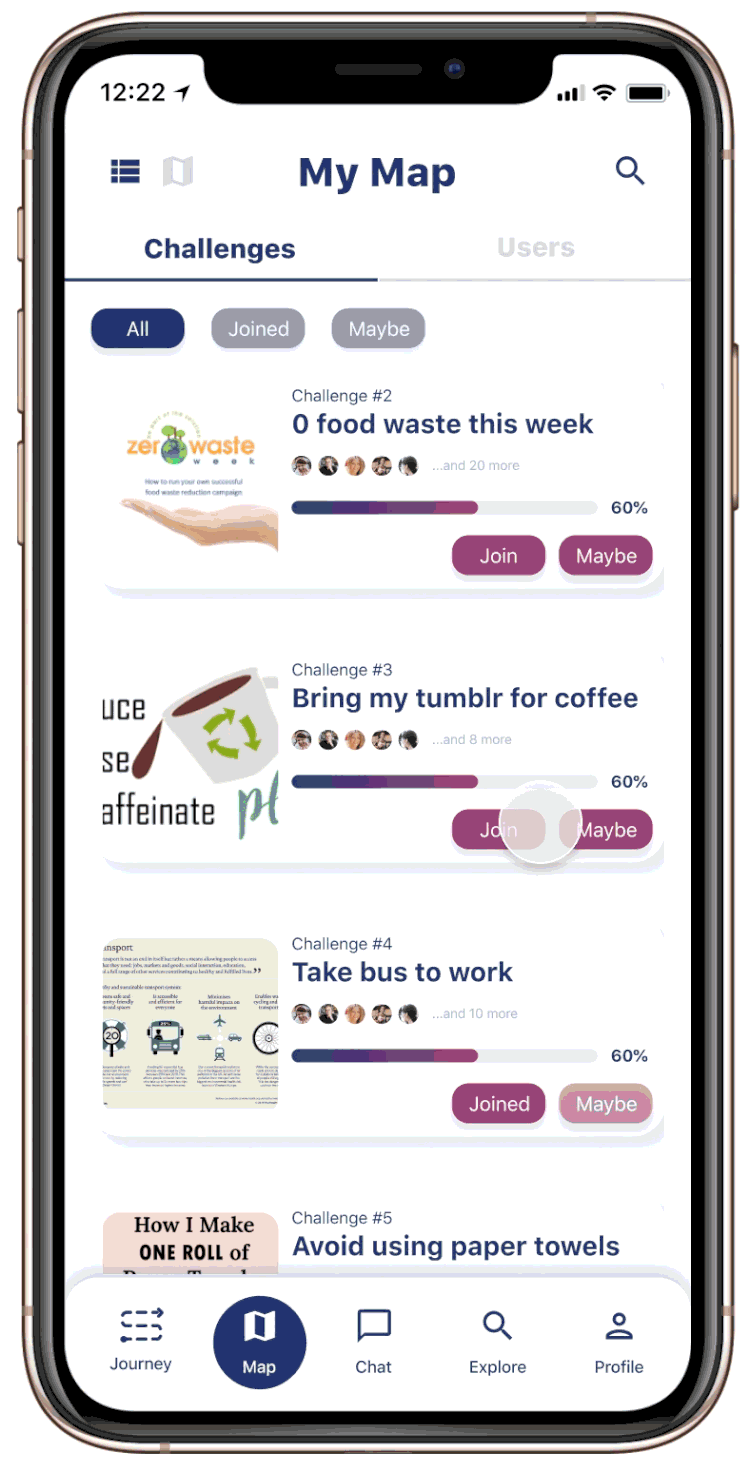 12:22
My Map
Challenges
Users
All
Joined
Maybe
Challenge #2
0 food waste this week
zero waste
week
How to run your own successful
food waste reduction campaign
...and 20 more
60%
Join
Maybe
Challenge #3
Bring my tumblr for coffee
uce
se
affeinate
pl
...and 8 more
60%
Join
Maybe
Challenge #4
Take bus to work
nsport
...and 10 more
60%
20
Joined
Maybe
Challenge #5
Avoid using paper towels
How I Make
ONE ROLL of
Journey
Map
Chat
Explore
Profile